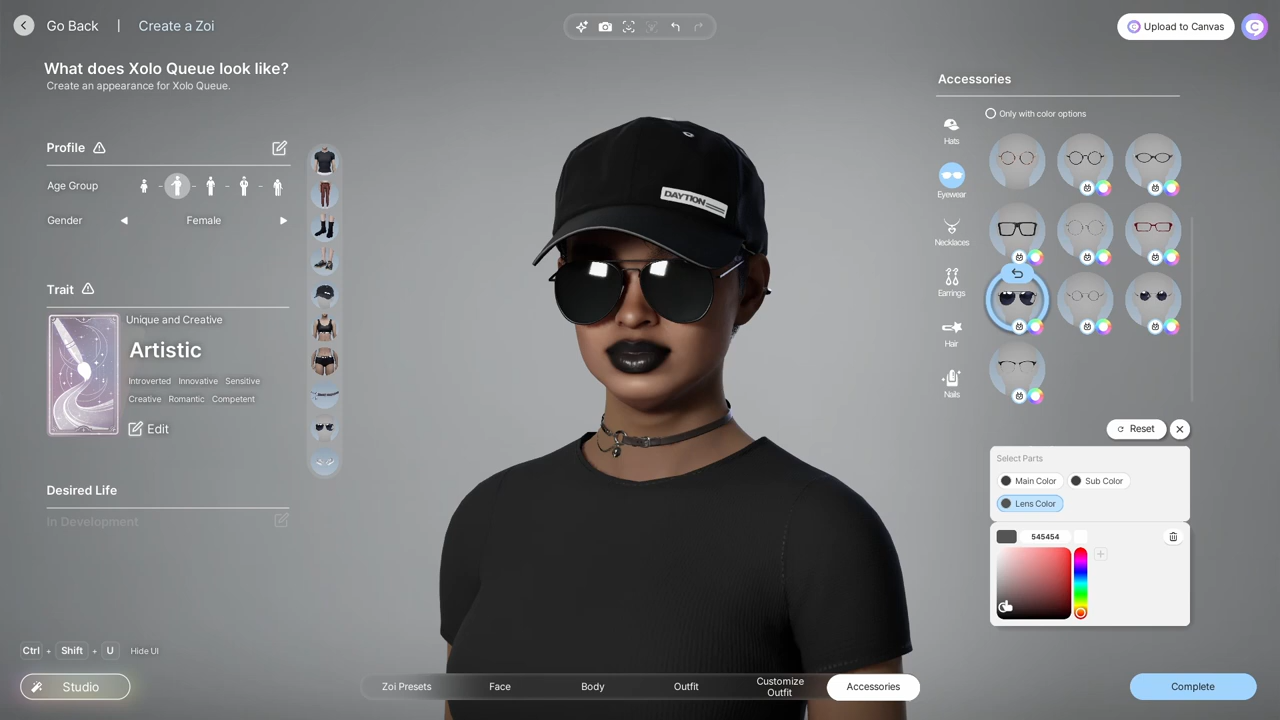 Go Back | Create a Zoi
Upload to Canvas
What does Xolo Queue look like?
Create an appearance for Xolo Queue.
Profile
Age Group
Gender
Female
Trait
Unique and Creative
Artistic
Introverted Innovative Sensitive
Creative Romantic Competent
Edit
Desired Life
In Development
Ctrl + Shift + U Hide UI
Studio
DAYTION
Accessories
Only with color options
Hats
Eyewear
Necklaces
Earrings
Hair
Nails
Reset
Select Parts
Main Color
Sub Color
Lens Color
545454
Zoi Presets
Face
Body
Outfit
Customize
Outfit
Accessories
Complete